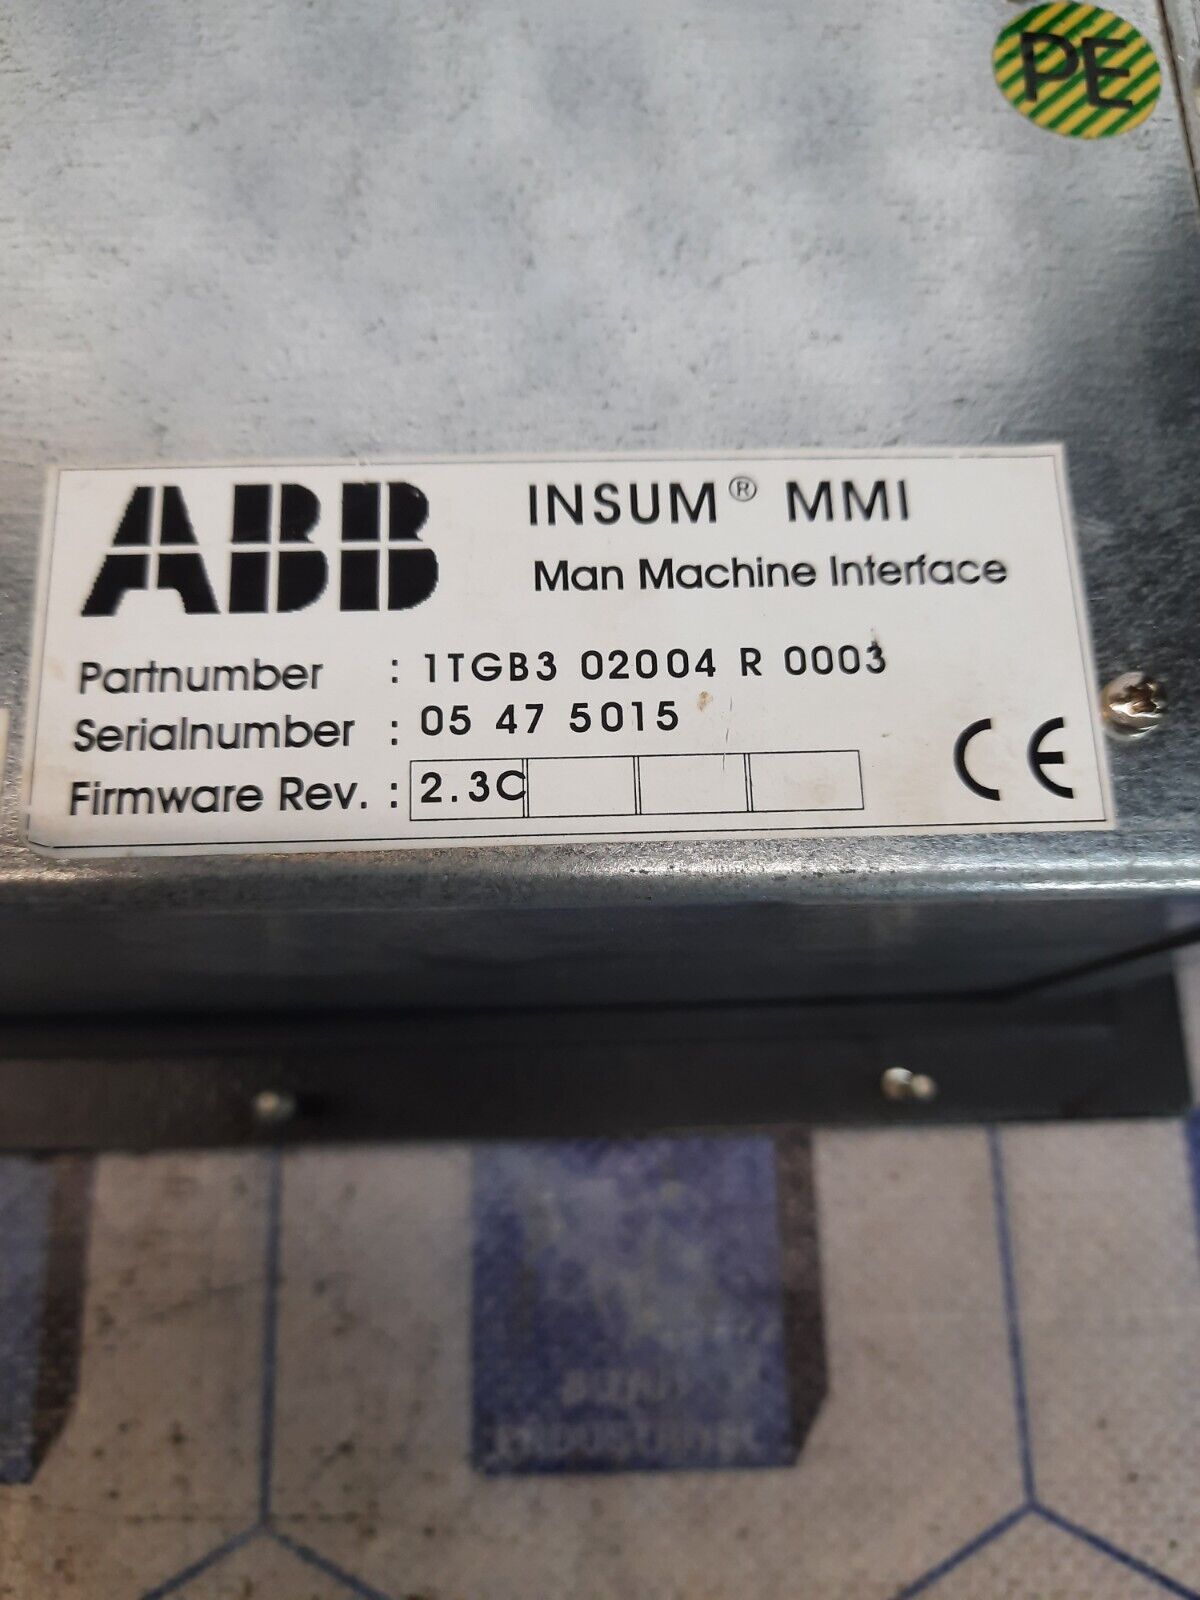 PE
ABB
INSUM® MMI
Man Machine Interface
Partnumber : 1TGB3 02004 R 0003
Serialnumber : 05 47 5015
Firmware Rev. : 2.3C
CE